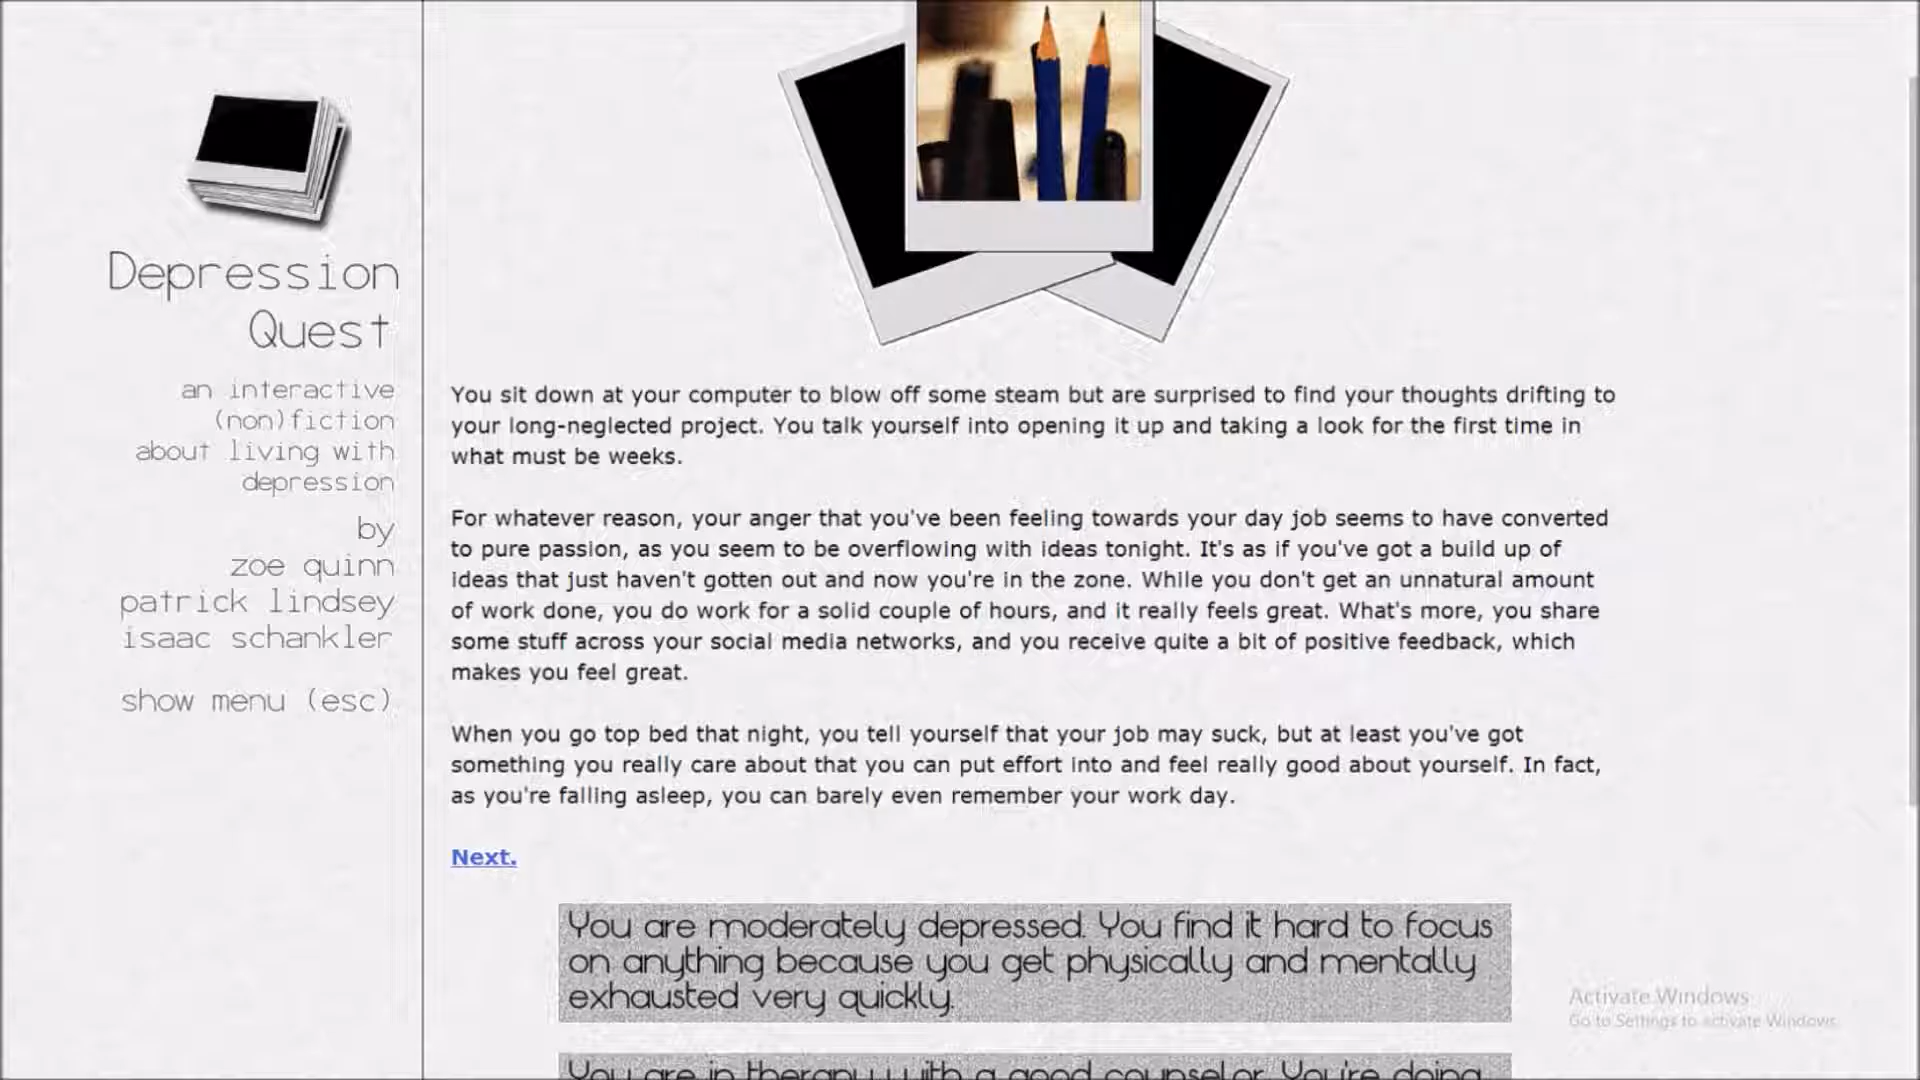 Depression
Quest
an interactive
(non)fiction
about living with
depression
by
zoe quinn
patrick lindsey
isaac schankler
show menu (esc)
You sit down at your computer to blow off some steam but are surprised to find your thoughts drifting to
your long-neglected project. You talk yourself into opening it up and taking a look for the first time in
what must be weeks.
For whatever reason, your anger that you've been feeling towards your day job seems to have converted
to pure passion, as you seem to be overflowing with ideas tonight. It's as if you've got a build up of
ideas that just haven't gotten out and now you're in the zone. While you don't get an unnatural amount
of work done, you do work for a solid couple of hours, and it really feels great. What's more, you share
some stuff across your social media networks, and you receive quite a bit of positive feedback, which
makes you feel great.
When you go top bed that night, you tell yourself that your job may suck, but at least you've got
something you really care about that you can put effort into and feel really good about yourself. In fact,
as you're falling asleep, you can barely even remember your work day.
Next.
You are moderately depressed. You find it hard to focus
on anything because you get physically and mentally
exhausted very quickly.
You are in therapy with a good counselor. You're doing
Activate Windows
Go to Settings to activate Windows.